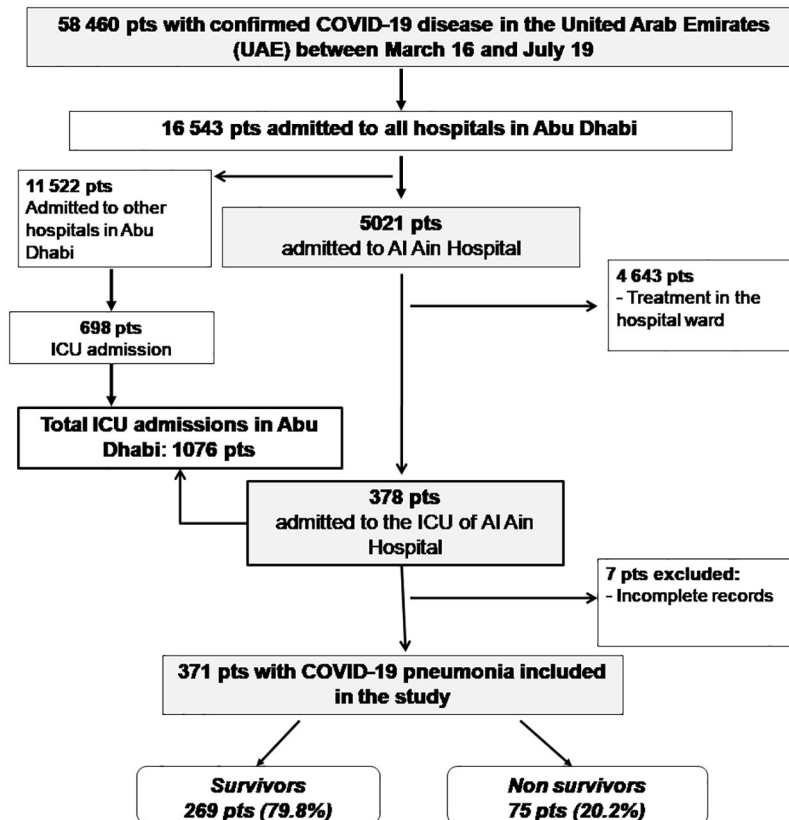 58 460 pts with confirmed COVID-19 disease in the United Arab Emirates
(UAE) between March 16 and July 19
16 543 pts admitted to all hospitals in Abu Dhabi
11 522 pts
Admitted to other
hospitals in Abu
Dhabi
5021 pts
admitted to Al Ain Hospital
4 643 pts
- Treatment in the
hospital ward
698 pts
ICU admission
Total ICU admissions in Abu
Dhabi: 1076 pts
378 pts
admitted to the ICU of Al Ain
Hospital
7 pts excluded:
- Incomplete records
371 pts with COVID-19 pneumonia included
in the study
Survivors
269 pts (79.8%)
Non survivors
75 pts (20.2%)